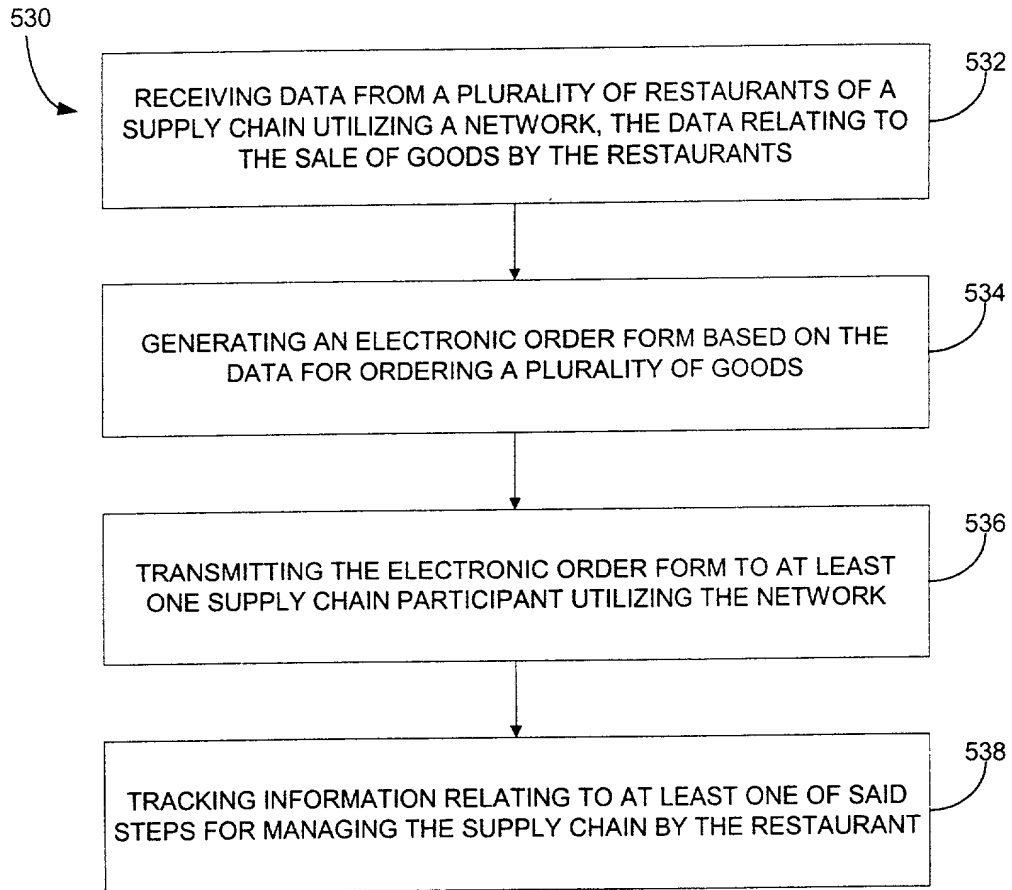 530
532
RECEIVING DATA FROM A PLURALITY OF RESTAURANTS OF A
SUPPLY CHAIN UTILIZING A NETWORK, THE DATA RELATING TO
THE SALE OF GOODS BY THE RESTAURANTS
534
GENERATING AN ELECTRONIC ORDER FORM BASED ON THE
DATA FOR ORDERING A PLURALITY OF GOODS
536
TRANSMITTING THE ELECTRONIC ORDER FORM TO AT LEAST
ONE SUPPLY CHAIN PARTICIPANT UTILIZING THE NETWORK
538
TRACKING INFORMATION RELATING TO AT LEAST ONE OF SAID
STEPS FOR MANAGING THE SUPPLY CHAIN BY THE RESTAURANT